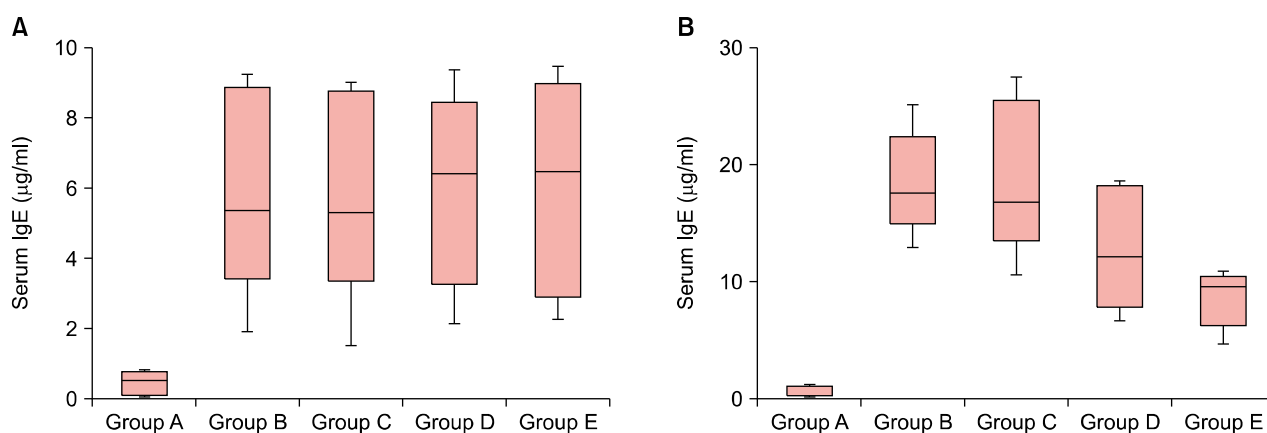 A
Serum IgE (μg/ml)
10
8
6
4
2
0
Group A Group B Group C Group D Group E
B
Serum IgE (μg/ml)
30
20
10
0
Group A Group B Group C Group D Group E